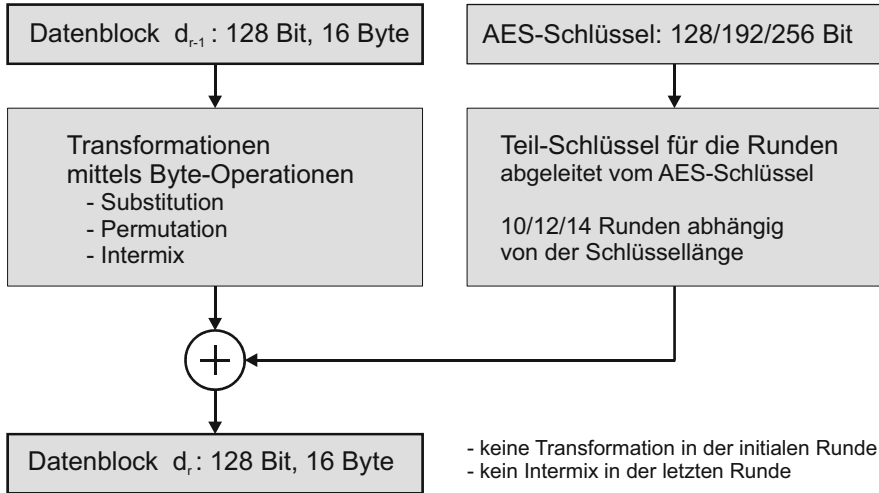 Datenblock d r-1 : 128 Bit, 16 Byte
AES-Schlüssel: 128/192/256 Bit
Transformationen
mittels Byte-Operationen
- Substitution
- Permutation
- Intermix
Teil-Schlüssel für die Runden
abgeleitet vom AES-Schlüssel
10/12/14 Runden abhängig
von der Schlüssellänge
Datenblock d r : 128 Bit, 16 Byte
- keine Transformation in der initialen Runde
- kein Intermix in der letzten Runde